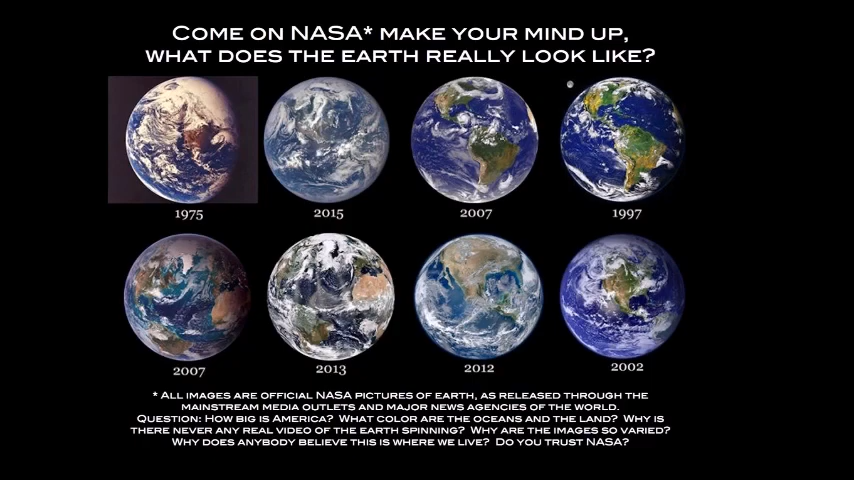 Come on NASA* make your mind up,
what does the earth really look like?
1975
2015
2007
1997
2007
2013
2012
2002
* All images are official NASA pictures of earth, as released through the
mainstream media outlets and major news agencies of the world.
Question: How big is America? What color are the oceans and the land? Why is
there never any real video of the earth spinning? Why are the images so varied?
Why does anybody believe this is where we live? Do you trust NASA?